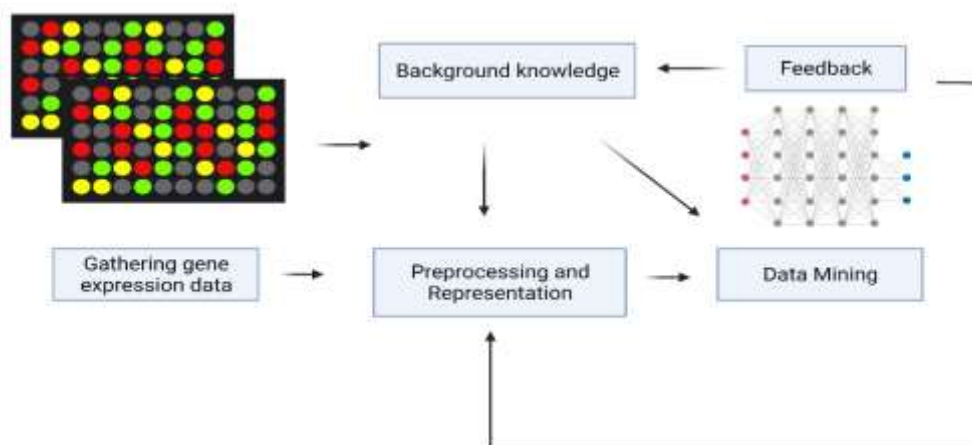 Background knowledge
Feedback
Gathering gene
expression data
Preprocessing and
Representation
Data Mining